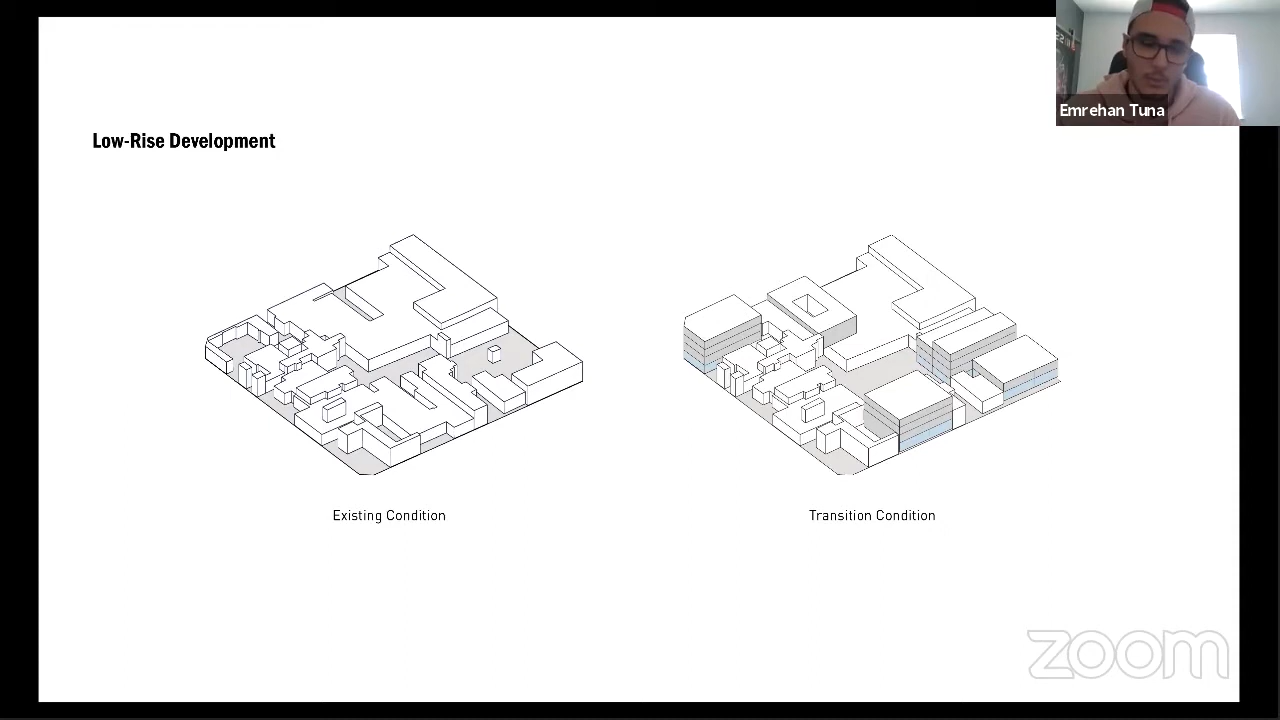 Emrehan Tuna
Low-Rise Development
Existing Condition
Transition Condition
zoom